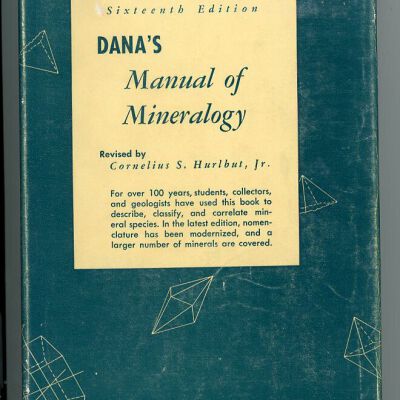 Sixteenth Edition
DANA'S
Manual of
Mineralogy
Revised by
Cornelius S. Hurlbut, Jr.
For over 100 years, students, collectors,
and geologists have used this book to
describe, classify, and correlate min-
eral species. In the latest edition, nomen-
clature has been modernized, and a
larger number of minerals are covered.